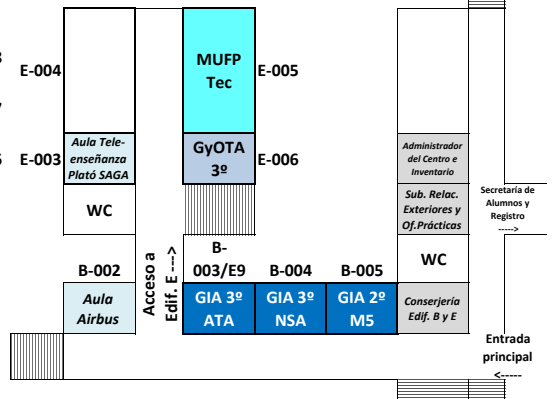 E-004
MUFP
Tec
E-005
E-003
Aula Tele-
enseñanza
Plató SAGA
GyOTA
3º
E-006
Administrador
del Centro e
Inventario
WC
Sub. Relac.
Exteriores y
Of.Prácticas
Secretaría de
Alumnos y
Registro
----->
Acceso a
Edif. E --->
B-002
B-
003/E9
B-004
B-005
WC
Aula
Airbus
GIA 3º
ATA
GIA 3º
NSA
GIA 2º
M5
Conserjería
Edif. B y E
Entrada
principal
<-----